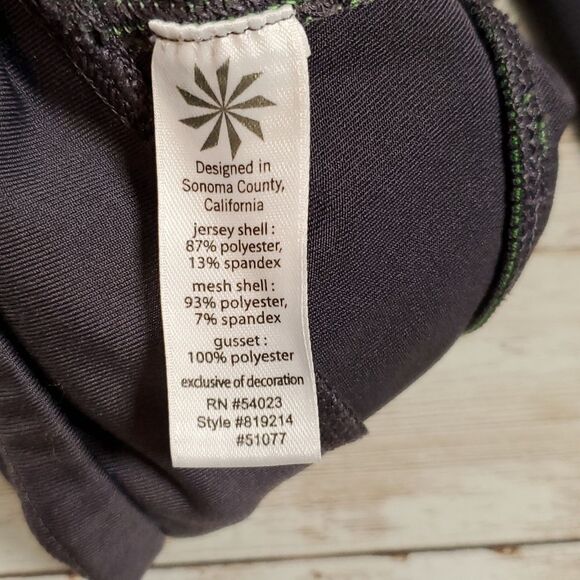 Designed in
Sonoma County,
California
jersey shell :
87% polyester,
13% spandex
mesh shell :
93% polyester,
7% spandex
gusset :
100% polyester
exclusive of decoration
RN #54023
Style #819214
#51077